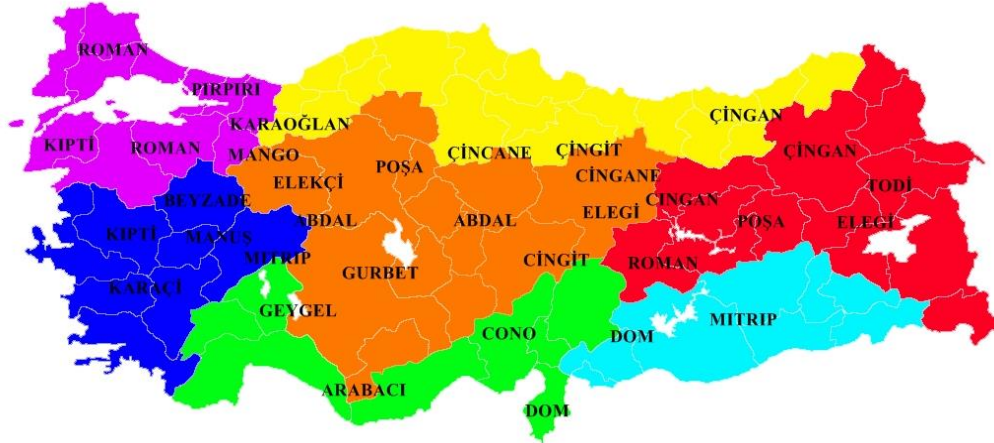 ROMAN
PIRPIRI
KARAOĞLAN
ÇİNGAN
KIPTİ
ROMAN
MANGO
POŞA
ÇİNCANE
ÇİNGİT
ÇİNGAN
ELEKÇİ
CİNGANE
TODİ
BEYZADE
ABDAL
ABDAL
ELEGİ
CINGAN
POŞA
ELEGİ
KIPTİ
MANUŞ
MITRIP
GURBET
CİNGİT
ROMAN
KARAÇİ
GEYGEL
CONO
DOM
MITRIP
ARABACI
DOM